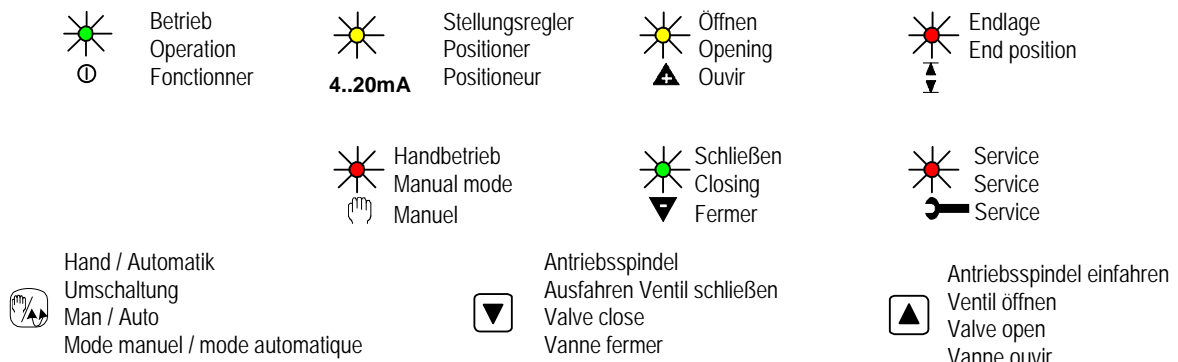 Betrieb
Operation
Fonctionner
Stellungsregler
Positioner
Positioneur
4..20mA
Öffnen
Opening
Ouvir
Endlage
End position
Handbetrieb
Manual mode
Manuel
Schließen
Closing
Fermer
Service
Service
Service
Hand / Automatik
Umschaltung
Man / Auto
Mode manuel / mode automatique
Antriebsspindel
Ausfahren Ventil schließen
Valve close
Vanne fermer
Antriebsspindel einfahren
Ventil öffnen
Valve open
Vanne ouvir